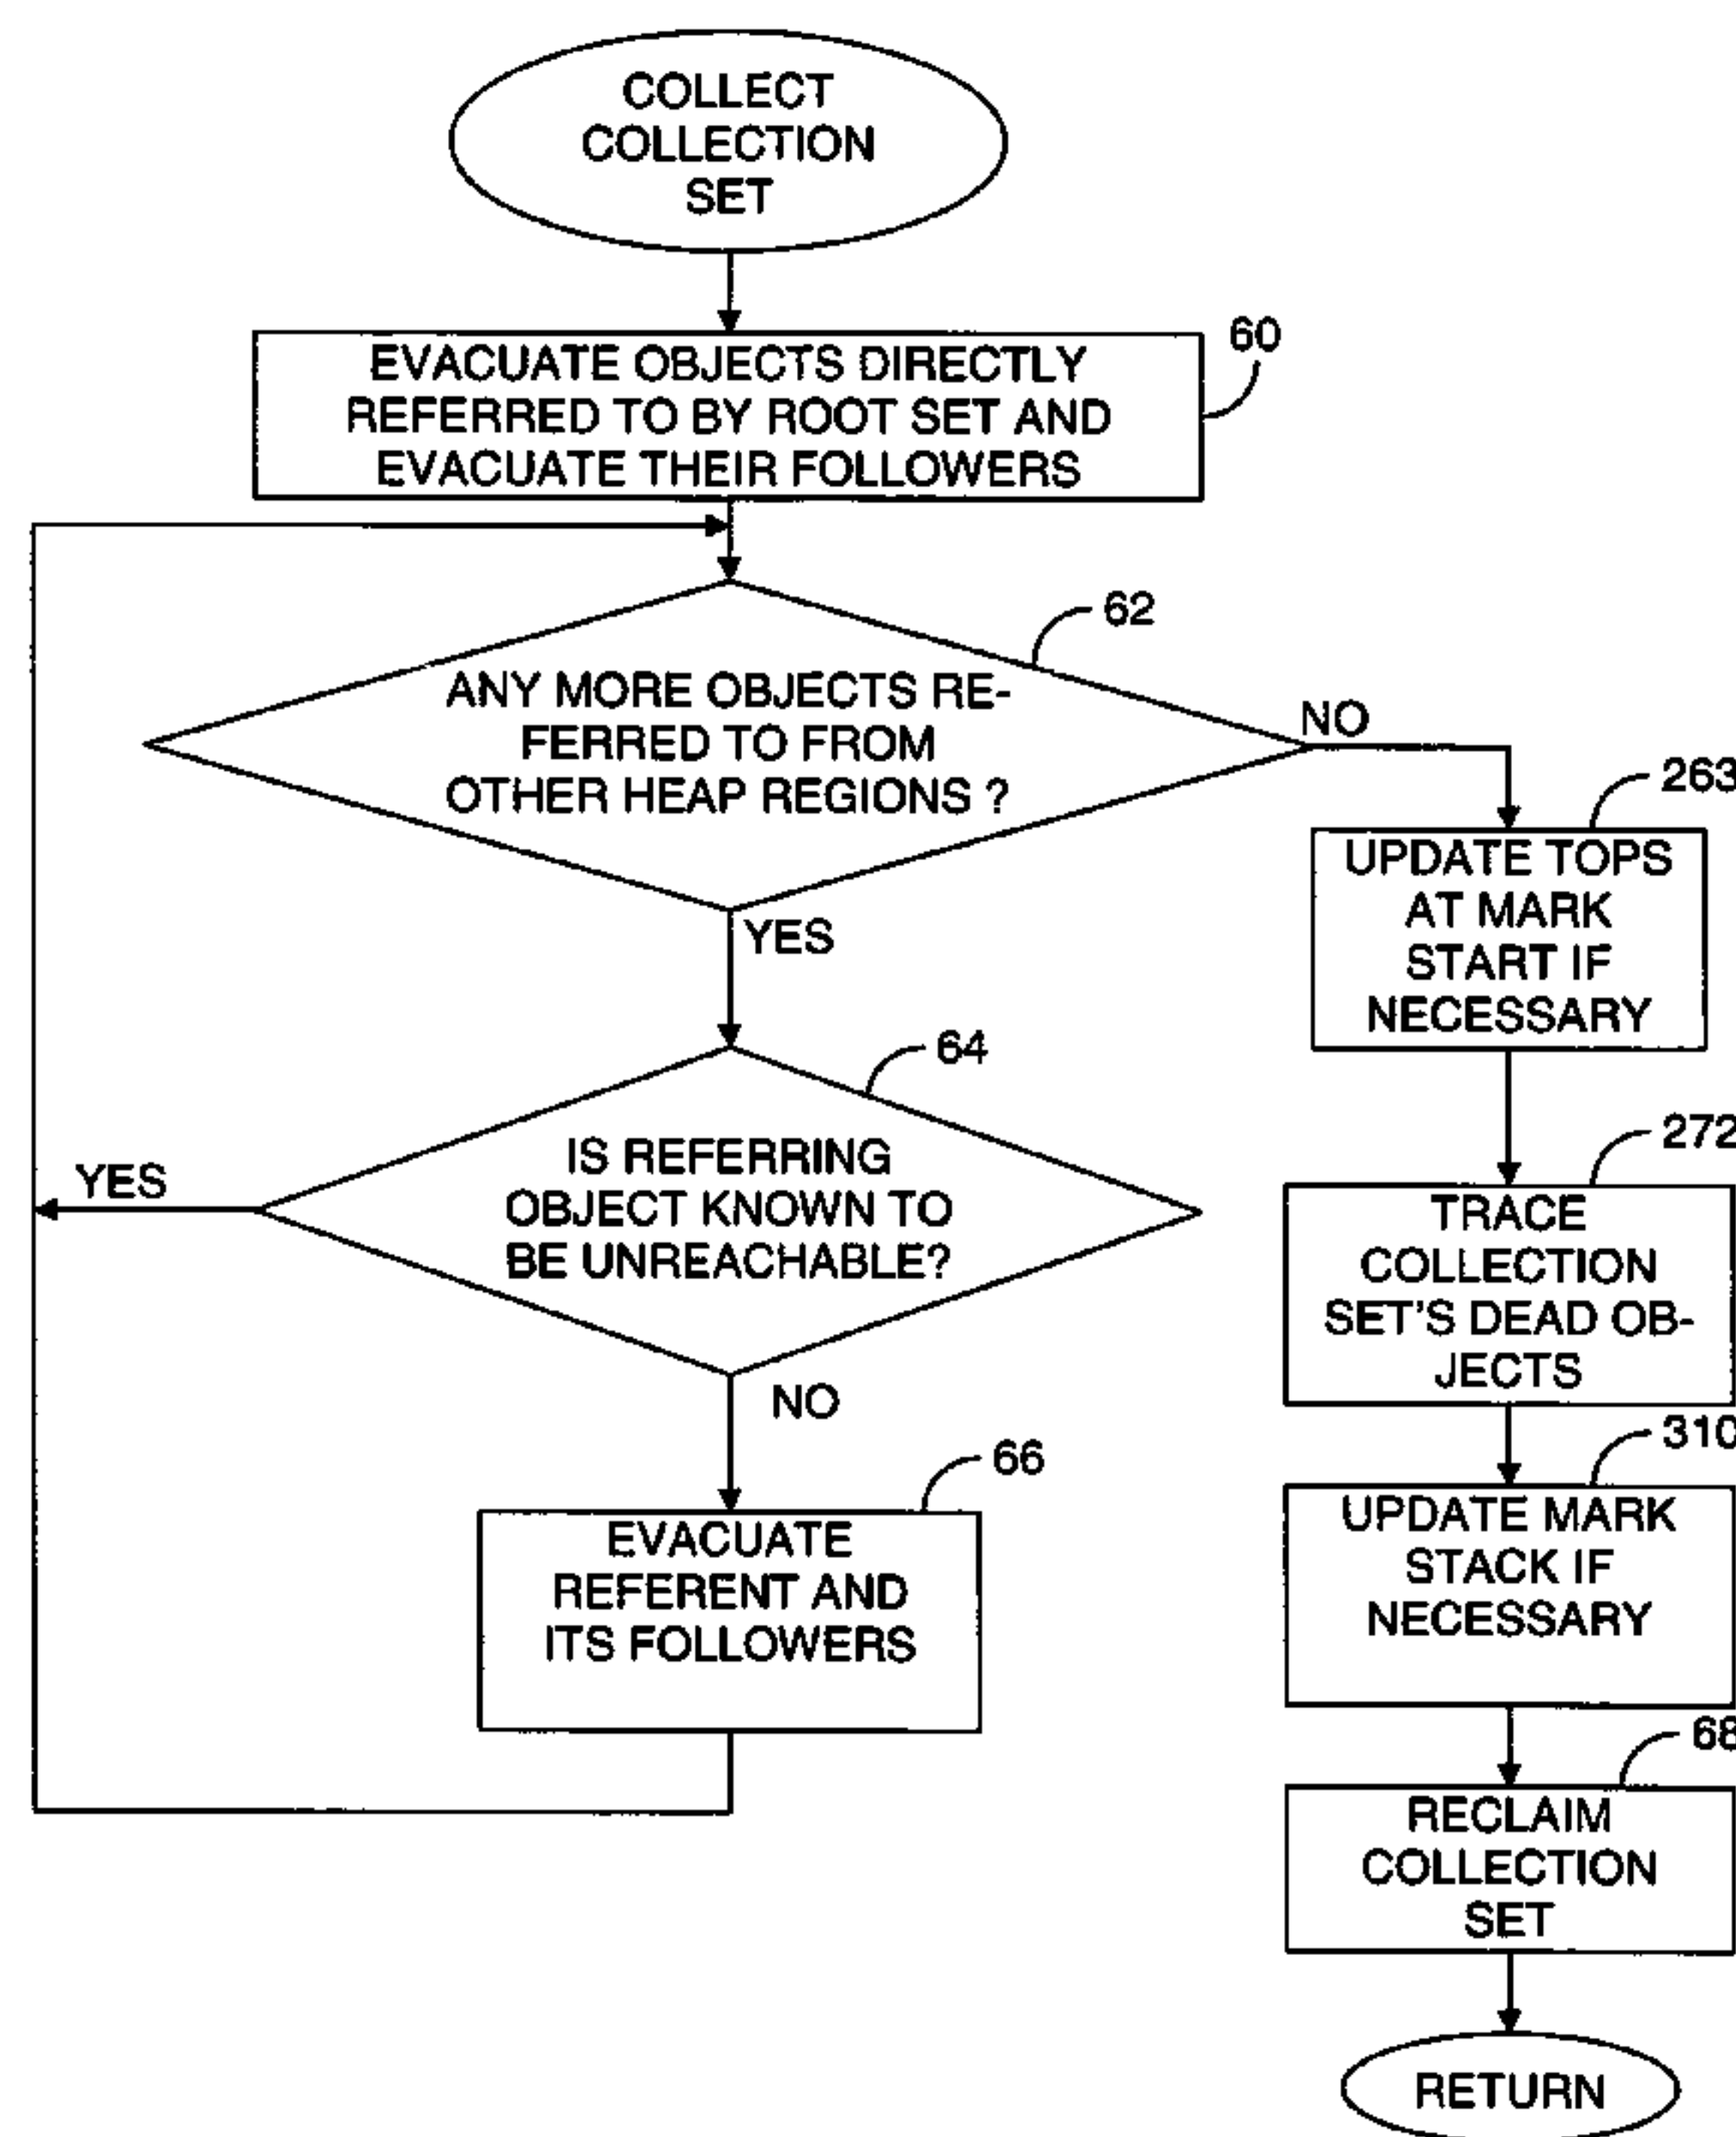 COLLECT
COLLECTION
SET
EVACUATE OBJECTS DIRECTLY
REFERRED TO BY ROOT SET AND
EVACUATE THEIR FOLLOWERS
60
ANY MORE OBJECTS RE-
FERRED TO FROM
OTHER HEAP REGIONS ?
62
NO
YES
IS REFERRING
OBJECT KNOWN TO
BE UNREACHABLE?
64
YES
NO
EVACUATE
REFERENT AND
ITS FOLLOWERS
66
UPDATE TOPS
AT MARK
START IF
NECESSARY
263
TRACE
COLLECTION
SET'S DEAD OB-
JECTS
272
UPDATE MARK
STACK IF
NECESSARY
310
RECLAIM
COLLECTION
SET
68
RETURN